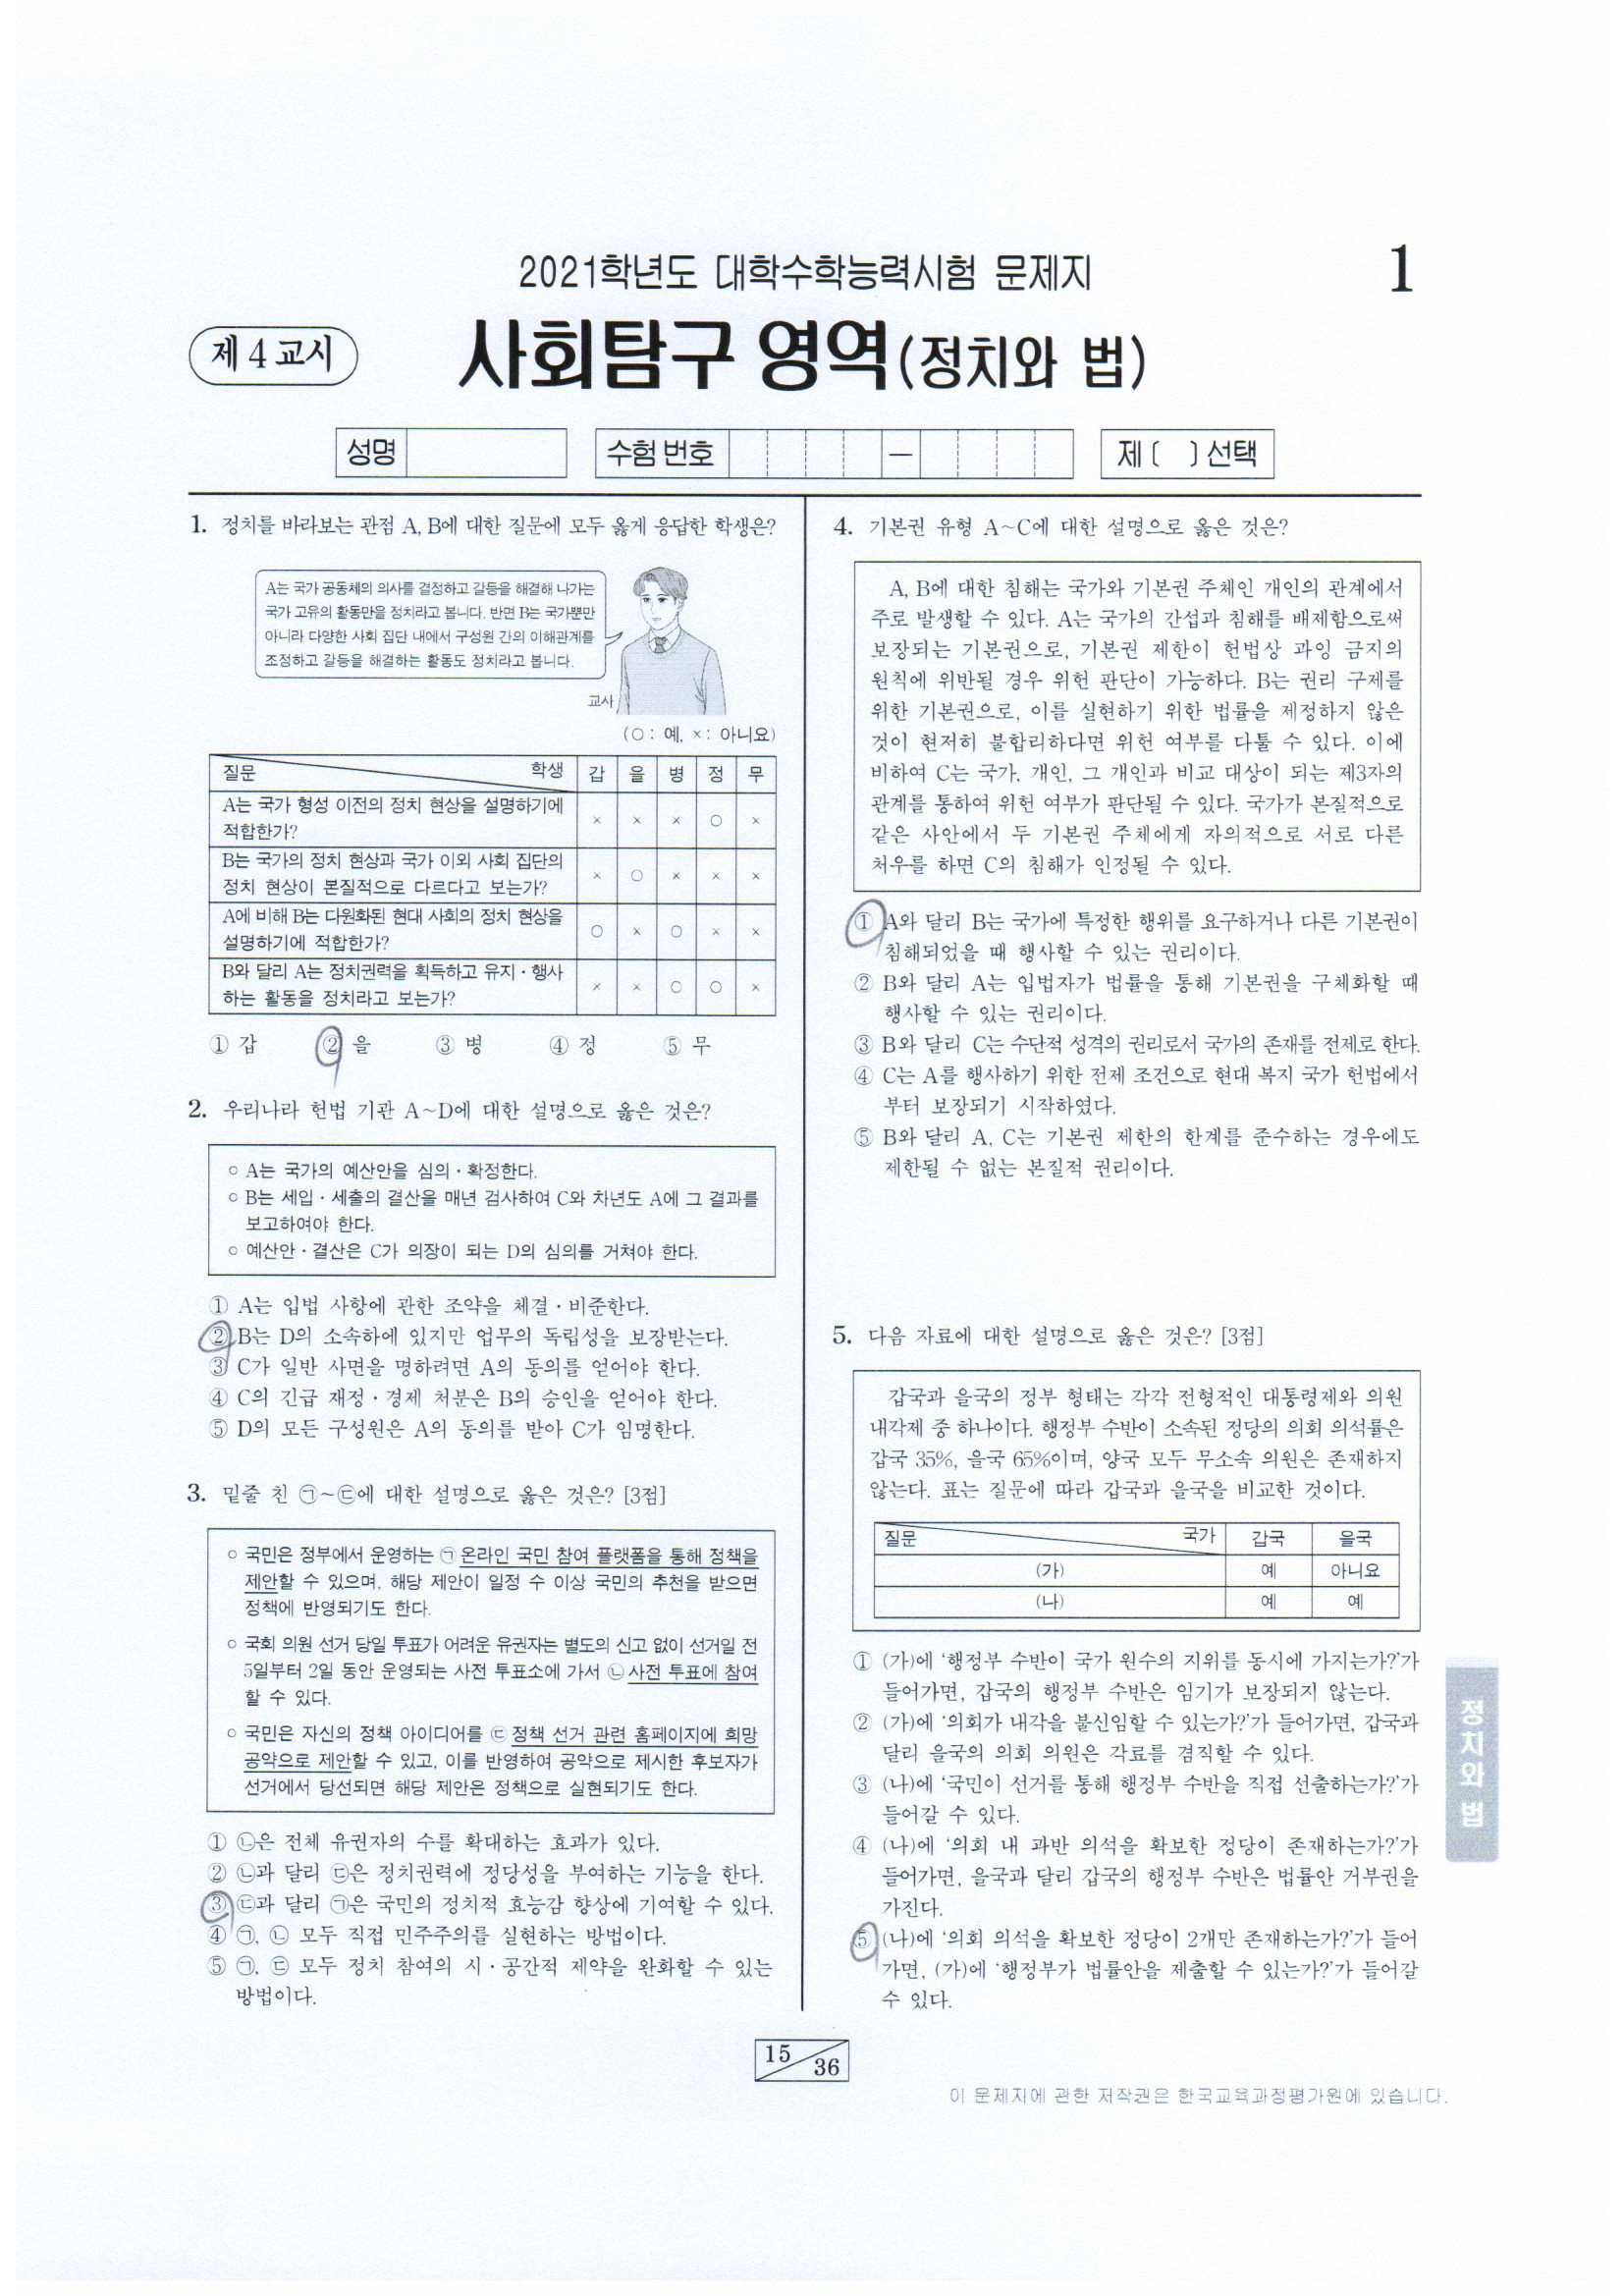 2021학년도 대학수학능력시험 문제지
1
제 4 교시
사회탐구 영역(정치와 법)
성명
수험 번호
—
제 [ ] 선택
1. 정치를 바라보는 관점 A, B에 대한 질문에 모두 옳게 응답한 학생은?
A는 국가 공동체의 의사를 결정하고 갈등을 해결해 나가는
국가 고유의 활동만을 정치라고 봅니다. 반면 B는 국가뿐만
아니라 다양한 사회 집단 내에서 구성원 간의 이해관계를
조정하고 갈등을 해결하는 활동도 정치라고 봅니다.
교사
(○: 예, ×: 아니요)
질문 학생 갑 을 병 정 무
A는 국가 형성 이전의 정치 현상을 설명하기에
적합한가? × × × ○ ×
B는 국가의 정치 현상과 국가 이외 사회 집단의
정치 현상이 본질적으로 다르다고 보는가? × ○ × × ×
A에 비해 B는 다원화된 현대 사회의 정치 현상을
설명하기에 적합한가? ○ × ○ × ×
B와 달리 A는 정치권력을 획득하고 유지·행사
하는 활동을 정치라고 보는가? × × ○ ○ ×
① 갑 ② 을 ③ 병 ④ 정 ⑤ 무
2. 우리나라 헌법 기관 A~D에 대한 설명으로 옳은 것은?
○ A는 국가의 예산안을 심의·확정한다.
○ B는 세입·세출의 결산을 매년 검사하여 C와 차년도 A에 그 결과를
보고하여야 한다.
○ 예산안·결산은 C가 의장이 되는 D의 심의를 거쳐야 한다.
① A는 입법 사항에 관한 조약을 체결·비준한다.
② B는 D의 소속하에 있지만 업무의 독립성을 보장받는다.
③ C가 일반 사면을 명하려면 A의 동의를 얻어야 한다.
④ C의 긴급 재정·경제 처분은 B의 승인을 얻어야 한다.
⑤ D의 모든 구성원은 A의 동의를 받아 C가 임명한다.
3. 밑줄 친 ㉠~㉢에 대한 설명으로 옳은 것은? [3점]
○ 국민은 정부에서 운영하는 ㉠ 온라인 국민 참여 플랫폼을 통해 정책을
제안할 수 있으며, 해당 제안이 일정 수 이상 국민의 추천을 받으면
정책에 반영되기도 한다.
○ 국회 의원 선거 당일 투표가 어려운 유권자는 별도의 신고 없이 선거일 전
5일부터 2일 동안 운영되는 사전 투표소에 가서 ㉡ 사전 투표에 참여
할 수 있다.
○ 국민은 자신의 정책 아이디어를 ㉢ 정책 선거 관련 홈페이지에 희망
공약으로 제안할 수 있고, 이를 반영하여 공약으로 제시한 후보자가
선거에서 당선되면 해당 제안은 정책으로 실현되기도 한다.
① ㉡은 전체 유권자의 수를 확대하는 효과가 있다.
② ㉡과 달리 ㉢은 정치권력에 정당성을 부여하는 기능을 한다.
③ ㉢과 달리 ㉠은 국민의 정치적 효능감 향상에 기여할 수 있다.
④ ㉠, ㉡ 모두 직접 민주주의를 실현하는 방법이다.
⑤ ㉠, ㉢ 모두 정치 참여의 시·공간적 제약을 완화할 수 있는
방법이다.
4. 기본권 유형 A~C에 대한 설명으로 옳은 것은?
A, B에 대한 침해는 국가와 기본권 주체인 개인의 관계에서
주로 발생할 수 있다. A는 국가의 간섭과 침해를 배제함으로써
보장되는 기본권으로, 기본권 제한이 헌법상 과잉 금지의
원칙에 위반될 경우 위헌 판단이 가능하다. B는 권리 구제를
위한 기본권으로, 이를 실현하기 위한 법률을 제정하지 않은
것이 현저히 불합리하다면 위헌 여부를 다툴 수 있다. 이에
비하여 C는 국가, 개인, 그 개인과 비교 대상이 되는 제3자의
관계를 통하여 위헌 여부가 판단될 수 있다. 국가가 본질적으로
같은 사안에서 두 기본권 주체에게 자의적으로 서로 다른
처우를 하면 C의 침해가 인정될 수 있다.
① A와 달리 B는 국가에 특정한 행위를 요구하거나 다른 기본권이
침해되었을 때 행사할 수 있는 권리이다.
② B와 달리 A는 입법자가 법률을 통해 기본권을 구체화할 때
행사할 수 있는 권리이다.
③ B와 달리 C는 수단적 성격의 권리로서 국가의 존재를 전제로 한다.
④ C는 A를 행사하기 위한 전제 조건으로 현대 복지 국가 헌법에서
부터 보장되기 시작하였다.
⑤ B와 달리 A, C는 기본권 제한의 한계를 준수하는 경우에도
제한될 수 없는 본질적 권리이다.
5. 다음 자료에 대한 설명으로 옳은 것은? [3점]
갑국과 을국의 정부 형태는 각각 전형적인 대통령제와 의원
내각제 중 하나이다. 행정부 수반이 소속된 정당의 의회 의석률은
갑국 35%, 을국 65%이며, 양국 모두 무소속 의원은 존재하지
않는다. 표는 질문에 따라 갑국과 을국을 비교한 것이다.
질문 국가 갑국 을국
(가) 예 아니요
(나) 예 예
① (가)에 '행정부 수반이 국가 원수의 지위를 동시에 가지는가?'가
들어가면, 갑국의 행정부 수반은 임기가 보장되지 않는다.
② (가)에 '의회가 내각을 불신임할 수 있는가?'가 들어가면, 갑국과
달리 을국의 의회 의원은 각료를 겸직할 수 있다.
③ (나)에 '국민이 선거를 통해 행정부 수반을 직접 선출하는가?'가
들어갈 수 있다.
④ (나)에 '의회 내 과반 의석을 확보한 정당이 존재하는가?'가
들어가면, 을국과 달리 갑국의 행정부 수반은 법률안 거부권을
가진다.
⑤ (나)에 '의회 의석을 확보한 정당이 2개만 존재하는가?'가 들어
가면, (가)에 '행정부가 법률안을 제출할 수 있는가?'가 들어갈
수 있다.
정치와 법
15 36
이 문제지에 관한 저작권은 한국교육과정평가원에 있습니다.